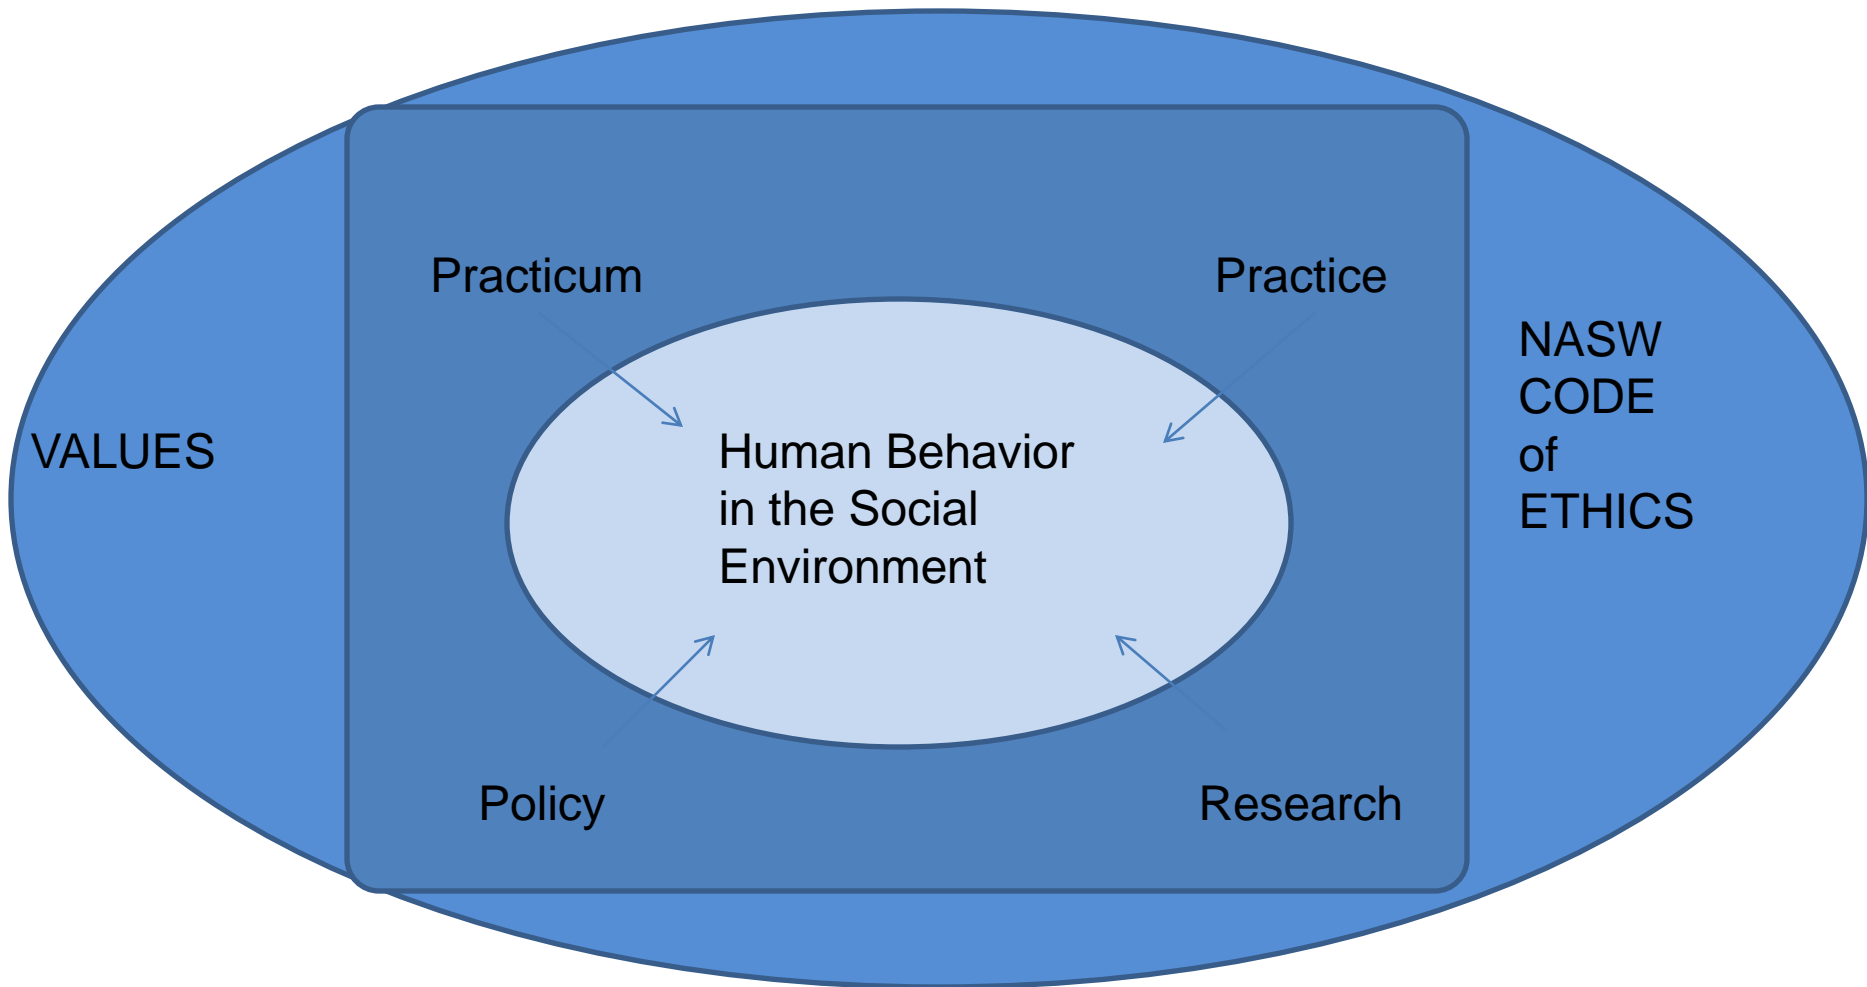 Practicum
Practice
VALUES
NASW
CODE
of
ETHICS
Human Behavior
in the Social
Environment
Policy
Research